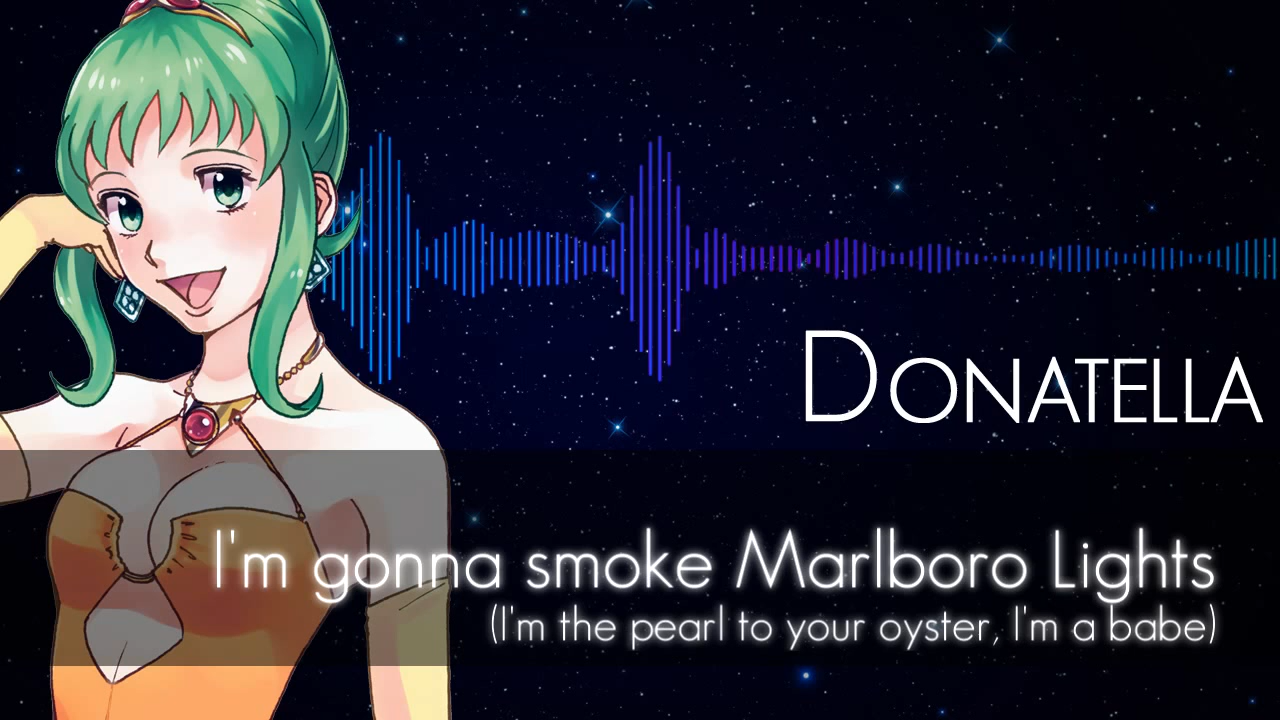 Donatella
I'm gonna smoke Marlboro Lights
(I'm the pearl to your oyster, I'm a babe)